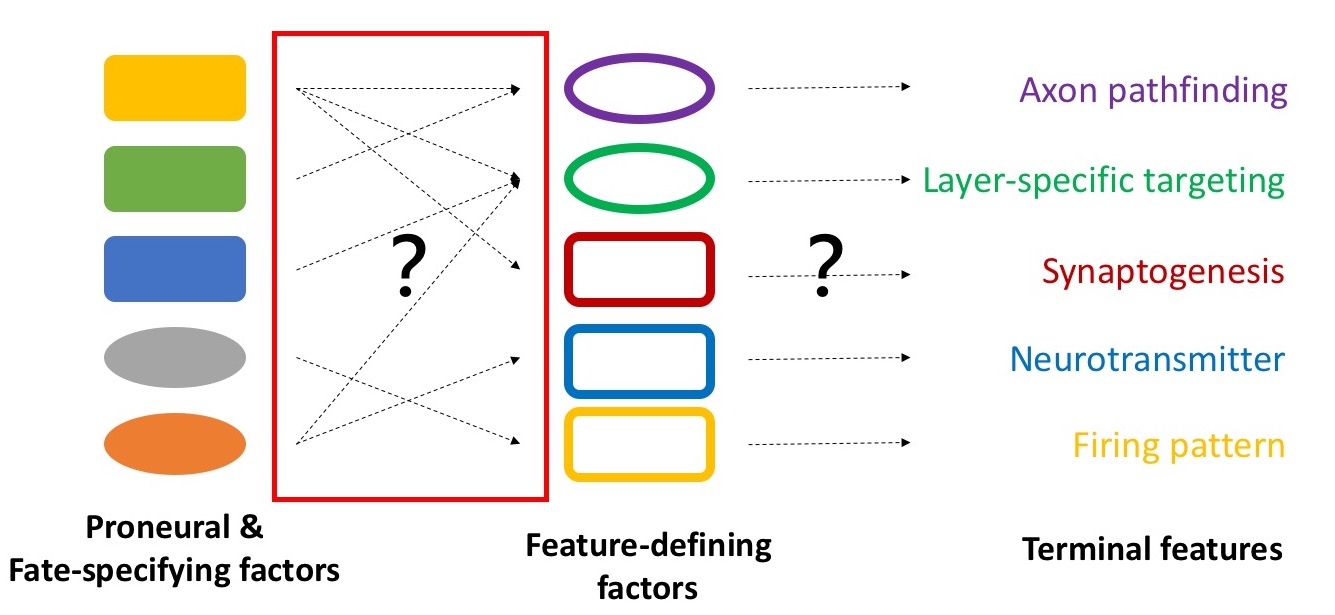 Axon pathfinding
Layer-specific targeting
?
?
Synaptogenesis
Neurotransmitter
Firing pattern
Proneural &
Fate-specifying factors
Feature-defining
factors
Terminal features